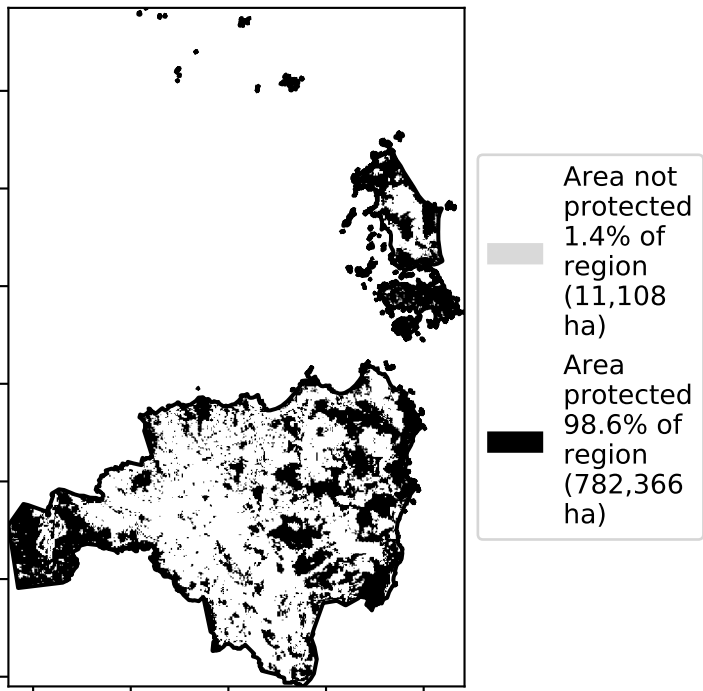 Area not
protected
1.4% of
region
(11,108
ha)
Area
protected
98.6% of
region
(782,366
ha)